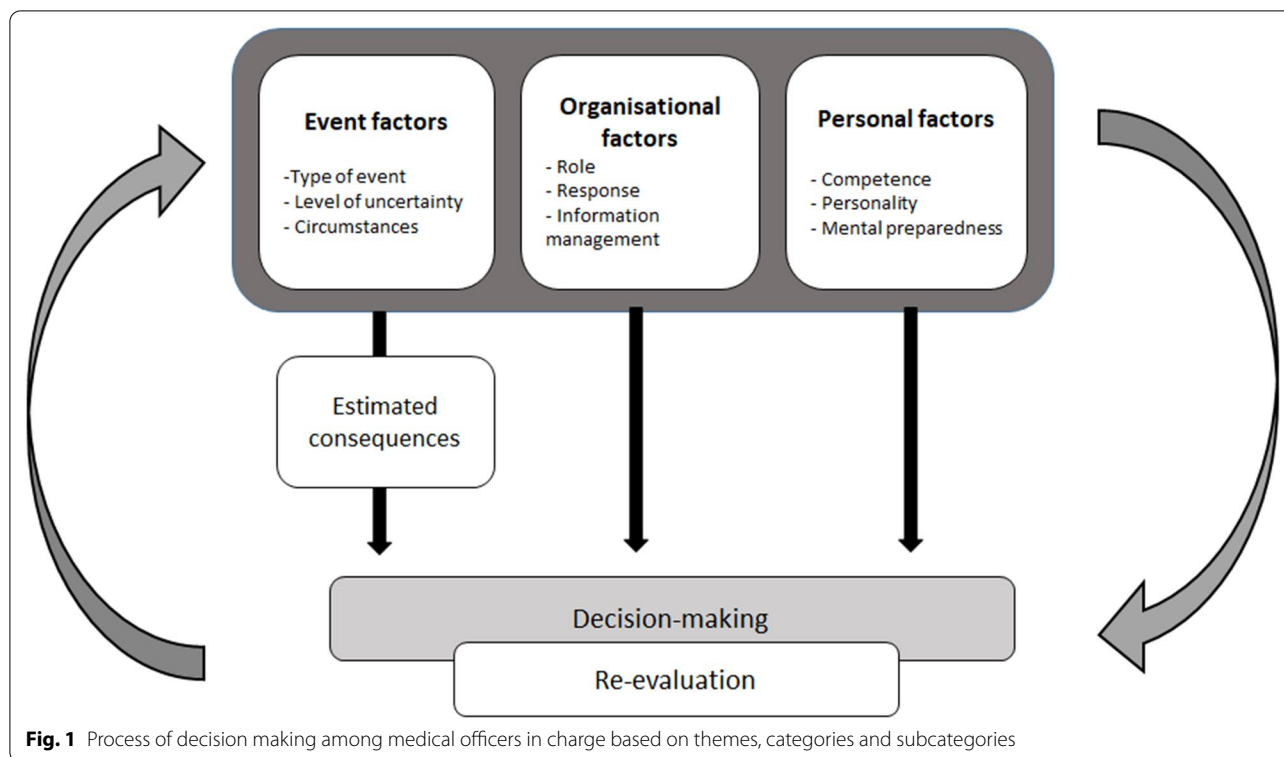 Event factors
-Type of event
- Level of uncertainty
- Circumstances
Organisational
factors
- Role
- Response
- Information
management
Personal factors
- Competence
- Personality
- Mental preparedness
Estimated
consequences
Decision-making
Re-evaluation
Fig. 1 Process of decision making among medical officers in charge based on themes, categories and subcategories